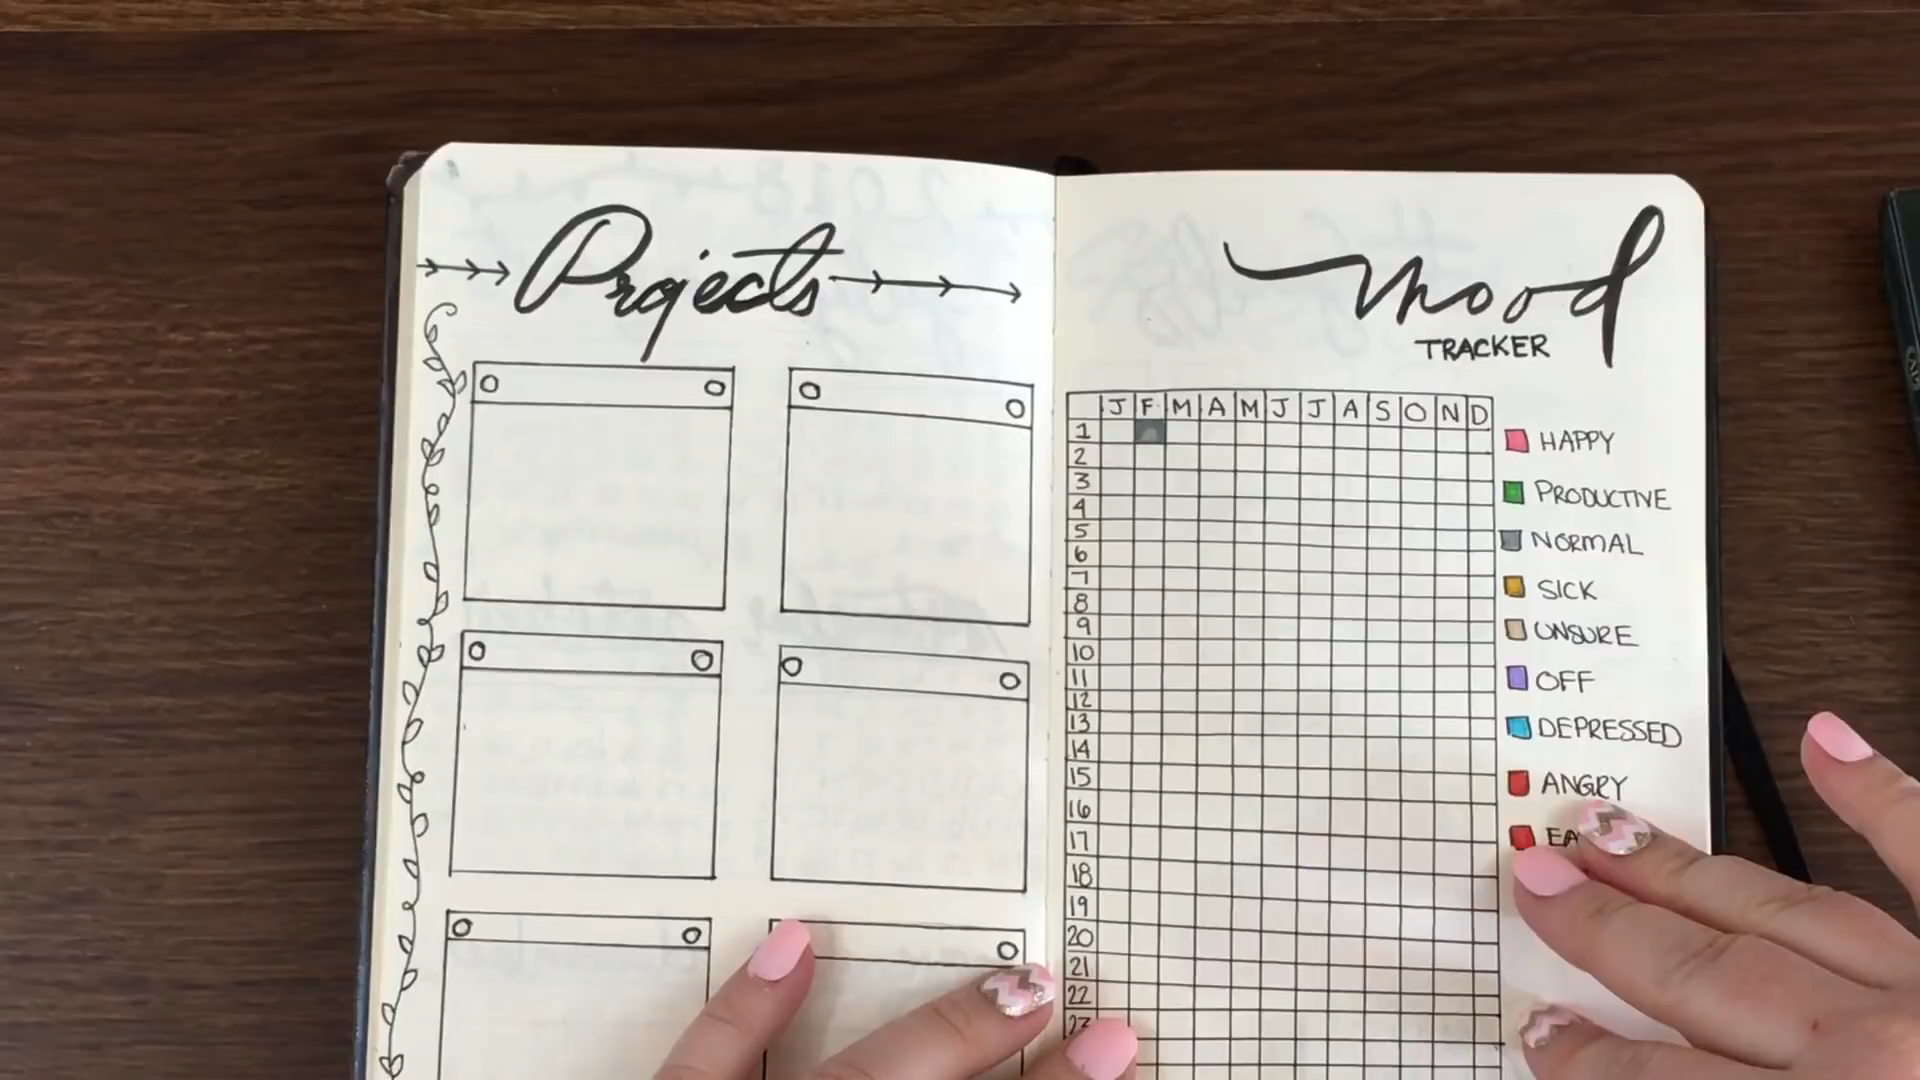 Projects
mood
TRACKER
J F M A M J J A S O N D
1
2
3
4
5
6
7
8
9
10
11
12
13
14
15
16
17
18
19
20
21
22
23
HAPPY
PRODUCTIVE
NORMAL
SICK
UNSURE
OFF
DEPRESSED
ANGRY